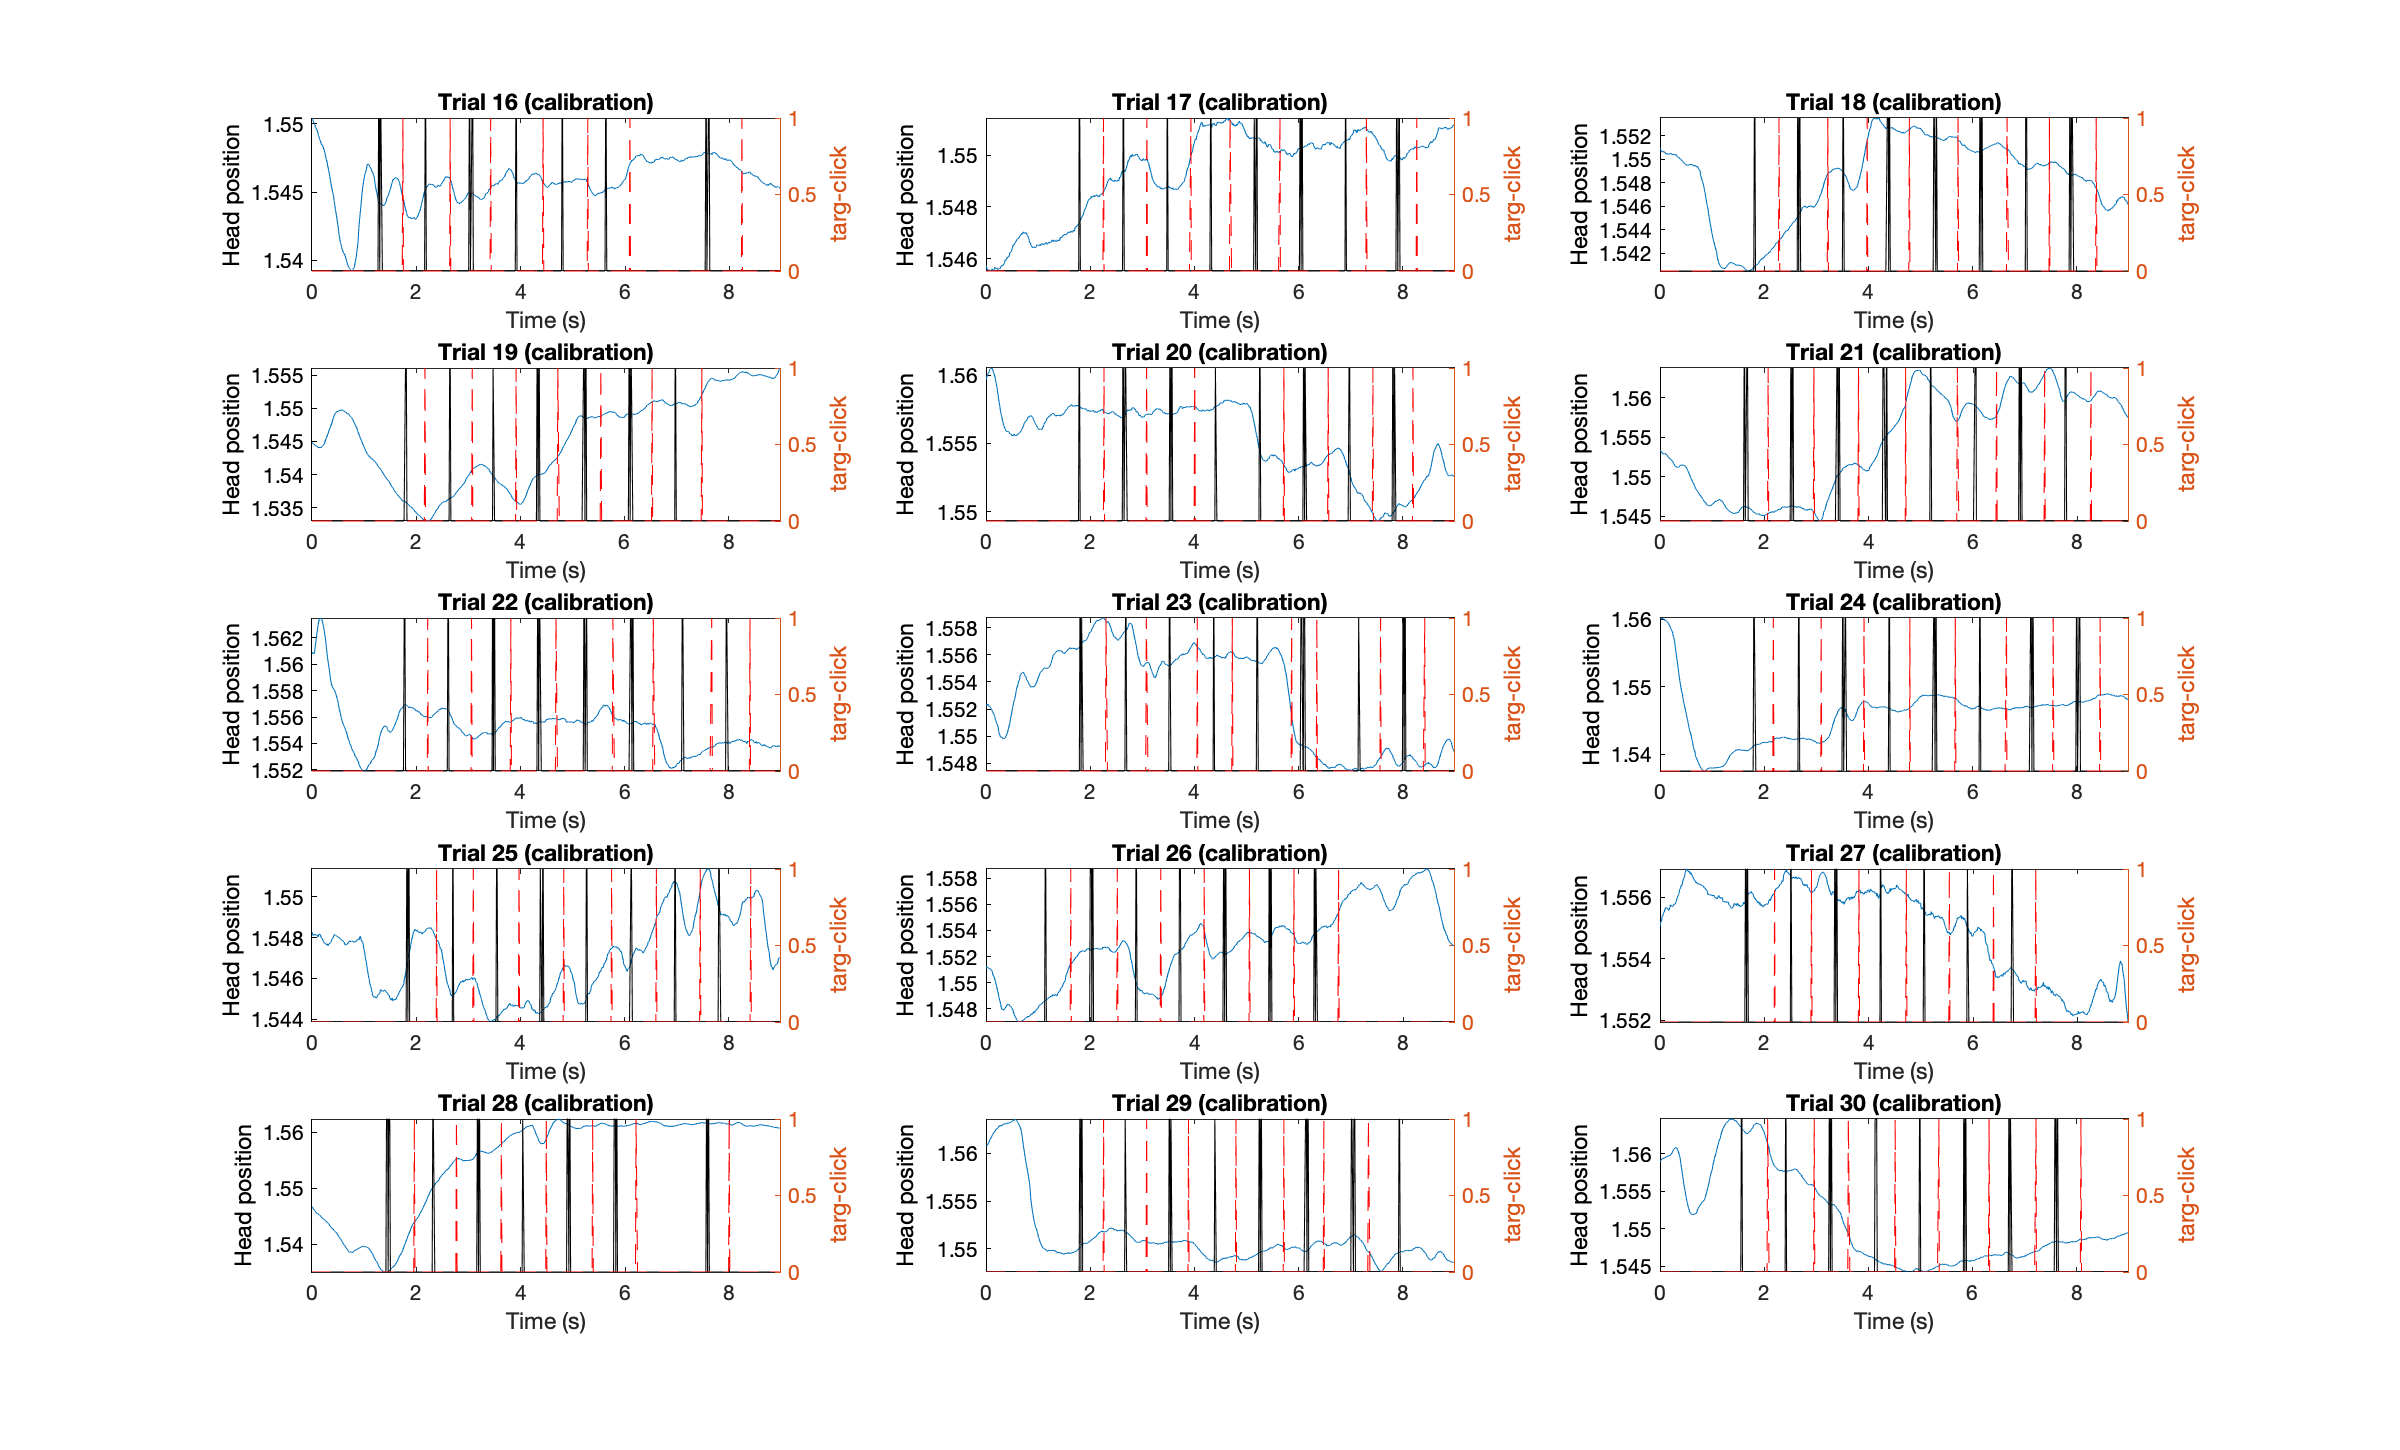 Trial 16 (calibration) Trial 17 (calibration) Trial 18 (calibration)
1.55
1.545
1.54
Head position
0 2 4 6 8
Time (s)
1
0.5
0
targ-click
1.55
1.548
1.546
Head position
0 2 4 6 8
Time (s)
1
0.5
0
targ-click
1.552
1.55
1.548
1.546
1.544
1.542
Head position
0 2 4 6 8
Time (s)
1
0.5
0
targ-click
Trial 19 (calibration) Trial 20 (calibration) Trial 21 (calibration)
1.555
1.55
1.545
1.54
1.535
Head position
0 2 4 6 8
Time (s)
1
0.5
0
targ-click
1.56
1.555
1.55
Head position
0 2 4 6 8
Time (s)
1
0.5
0
targ-click
1.56
1.555
1.55
1.545
Head position
0 2 4 6 8
Time (s)
1
0.5
0
targ-click
Trial 22 (calibration) Trial 23 (calibration) Trial 24 (calibration)
1.562
1.56
1.558
1.556
1.554
1.552
Head position
0 2 4 6 8
Time (s)
1
0.5
0
targ-click
1.558
1.556
1.554
1.552
1.55
1.548
Head position
0 2 4 6 8
Time (s)
1
0.5
0
targ-click
1.56
1.55
1.54
Head position
0 2 4 6 8
Time (s)
1
0.5
0
targ-click
Trial 25 (calibration) Trial 26 (calibration) Trial 27 (calibration)
1.55
1.548
1.546
1.544
Head position
0 2 4 6 8
Time (s)
1
0.5
0
targ-click
1.558
1.556
1.554
1.552
1.55
1.548
Head position
0 2 4 6 8
Time (s)
1
0.5
0
targ-click
1.556
1.554
1.552
Head position
0 2 4 6 8
Time (s)
1
0.5
0
targ-click
Trial 28 (calibration) Trial 29 (calibration) Trial 30 (calibration)
1.56
1.55
1.54
Head position
0 2 4 6 8
Time (s)
1
0.5
0
targ-click
1.56
1.555
1.55
Head position
0 2 4 6 8
Time (s)
1
0.5
0
targ-click
1.56
1.555
1.55
1.545
Head position
0 2 4 6 8
Time (s)
1
0.5
0
targ-click